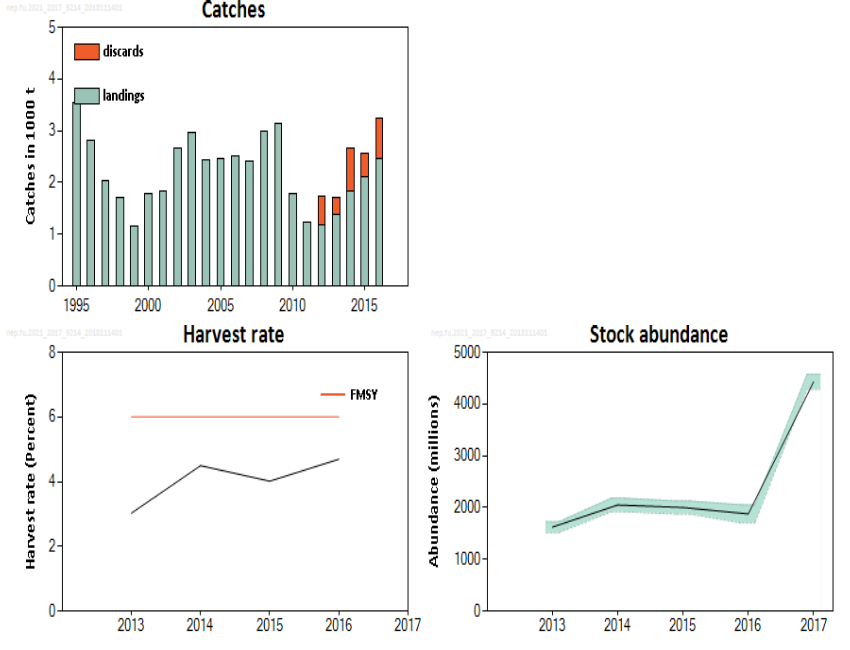 Catches
5
discards
4
landings
3
2
1
0
Catches in 1000 t
1995 2000 2005 2010 2015
Harvest rate
8
FMSY
6
4
2
0
Harvest rate (Percent)
2013 2014 2015 2016 2017
Stock abundance
5000
4000
3000
2000
1000
0
Abundance (millions)
2013 2014 2015 2016 2017